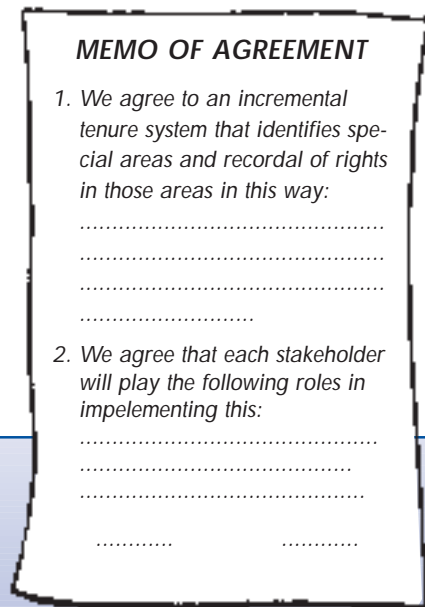 MEMO OF AGREEMENT
1. We agree to an incremental
tenure system that identifies spe-
cial areas and recordal of rights
in those areas in this way:
...............................................
...............................................
...............................................
...........................
2. We agree that each stakeholder
will play the following roles in
impelementing this:
..............................................
..........................................
............................................
............ ............